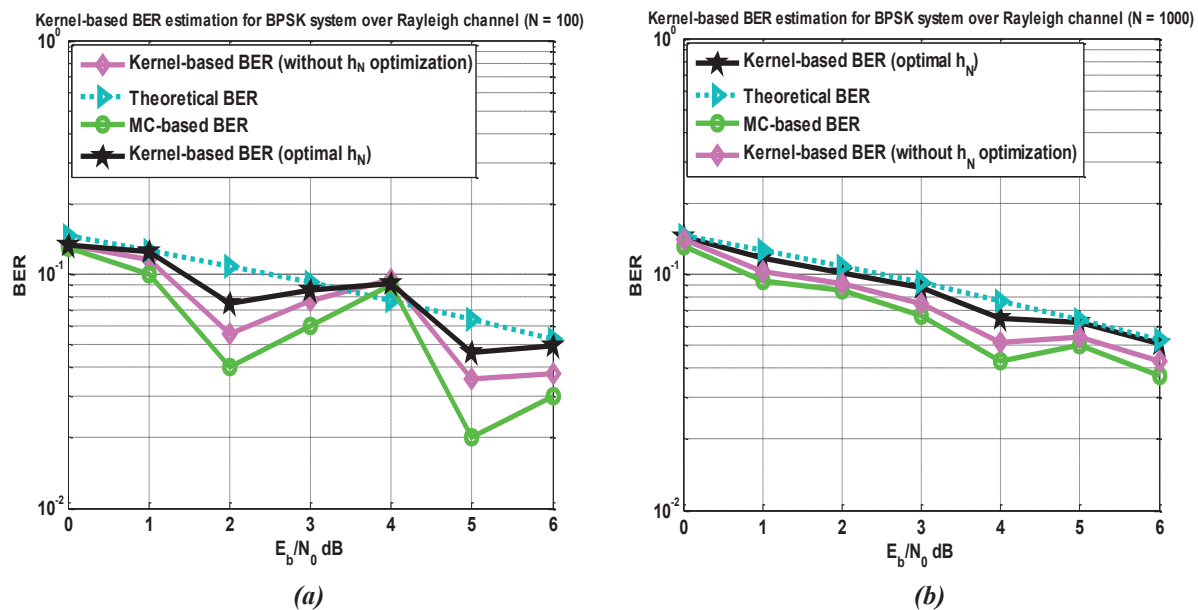 Kernel-based BER estimation for BPSK system over Rayleigh channel (N = 100)
10^0
Kernel-based BER (without h_N optimization)
Theoretical BER
MC-based BER
Kernel-based BER (optimal h_N)
BER
10^-1
10^-2
0 1 2 3 4 5 6
E_b/N_0 dB
(a)
Kernel-based BER estimation for BPSK system over Rayleigh channel (N = 1000)
10^0
Kernel-based BER (optimal h_N)
Theoretical BER
MC-based BER
Kernel-based BER (without h_N optimization)
BER
10^-1
10^-2
0 1 2 3 4 5 6
E_b/N_0 dB
(b)